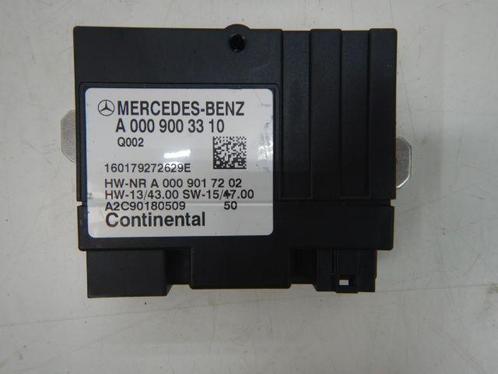 MERCEDES-BENZ
A 000 900 33 10
Q002
160179272629E
HW-NR A 000 901 72 02
HW-13/43.00 SW-15/47.00
A2C90180509 50
Continental